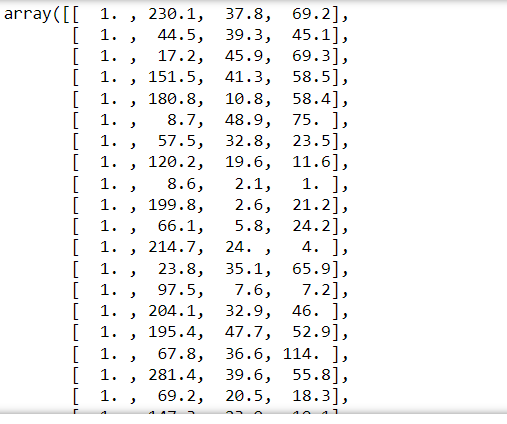 array([[  1. , 230.1,  37.8,  69.2],
       [  1. ,  44.5,  39.3,  45.1],
       [  1. ,  17.2,  45.9,  69.3],
       [  1. , 151.5,  41.3,  58.5],
       [  1. , 180.8,  10.8,  58.4],
       [  1. ,   8.7,  48.9,  75. ],
       [  1. ,  57.5,  32.8,  23.5],
       [  1. , 120.2,  19.6,  11.6],
       [  1. ,   8.6,   2.1,   1. ],
       [  1. , 199.8,   2.6,  21.2],
       [  1. ,  66.1,   5.8,  24.2],
       [  1. , 214.7,  24. ,   4. ],
       [  1. ,  23.8,  35.1,  65.9],
       [  1. ,  97.5,   7.6,   7.2],
       [  1. , 204.1,  32.9,  46. ],
       [  1. , 195.4,  47.7,  52.9],
       [  1. ,  67.8,  36.6, 114. ],
       [  1. , 281.4,  39.6,  55.8],
       [  1. ,  69.2,  20.5,  18.3],